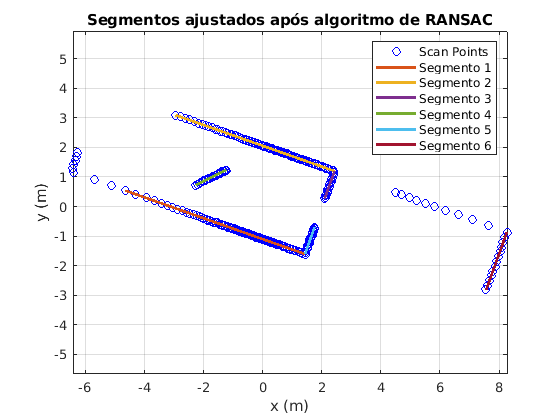 Segmentos ajustados após algoritmo de RANSAC
Scan Points
Segmento 1
Segmento 2
Segmento 3
Segmento 4
Segmento 5
Segmento 6
5
4
3
2
1
0
-1
-2
-3
-4
-5
y (m)
-6 -4 -2 0 2 4 6 8
x (m)